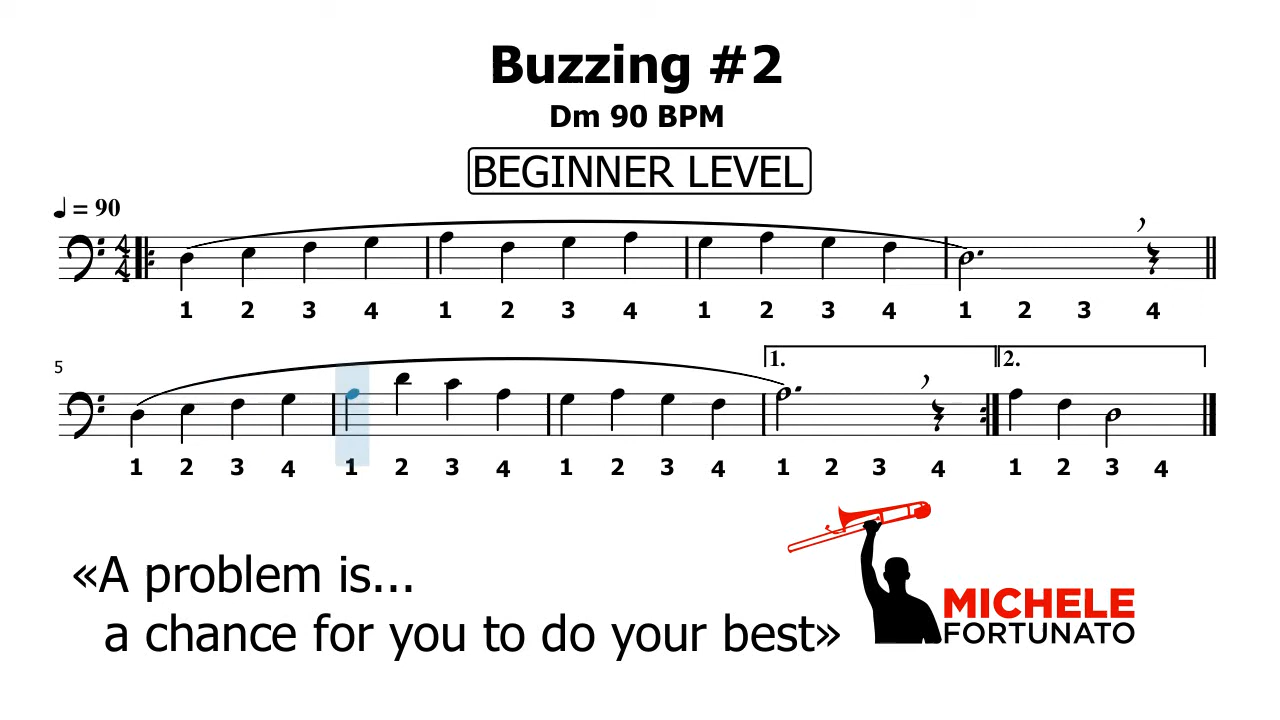 Buzzing #2
Dm 90 BPM
BEGINNER LEVEL
♩ = 90
4
4
1 2 3 4 1 2 3 4 1 2 3 4 1 2 3 4
5
1. 2.
1 2 3 4 1 2 3 4 1 2 3 4 1 2 3 4 1 2 3 4
«A problem is...
a chance for you to do your best»
MICHELE
FORTUNATO